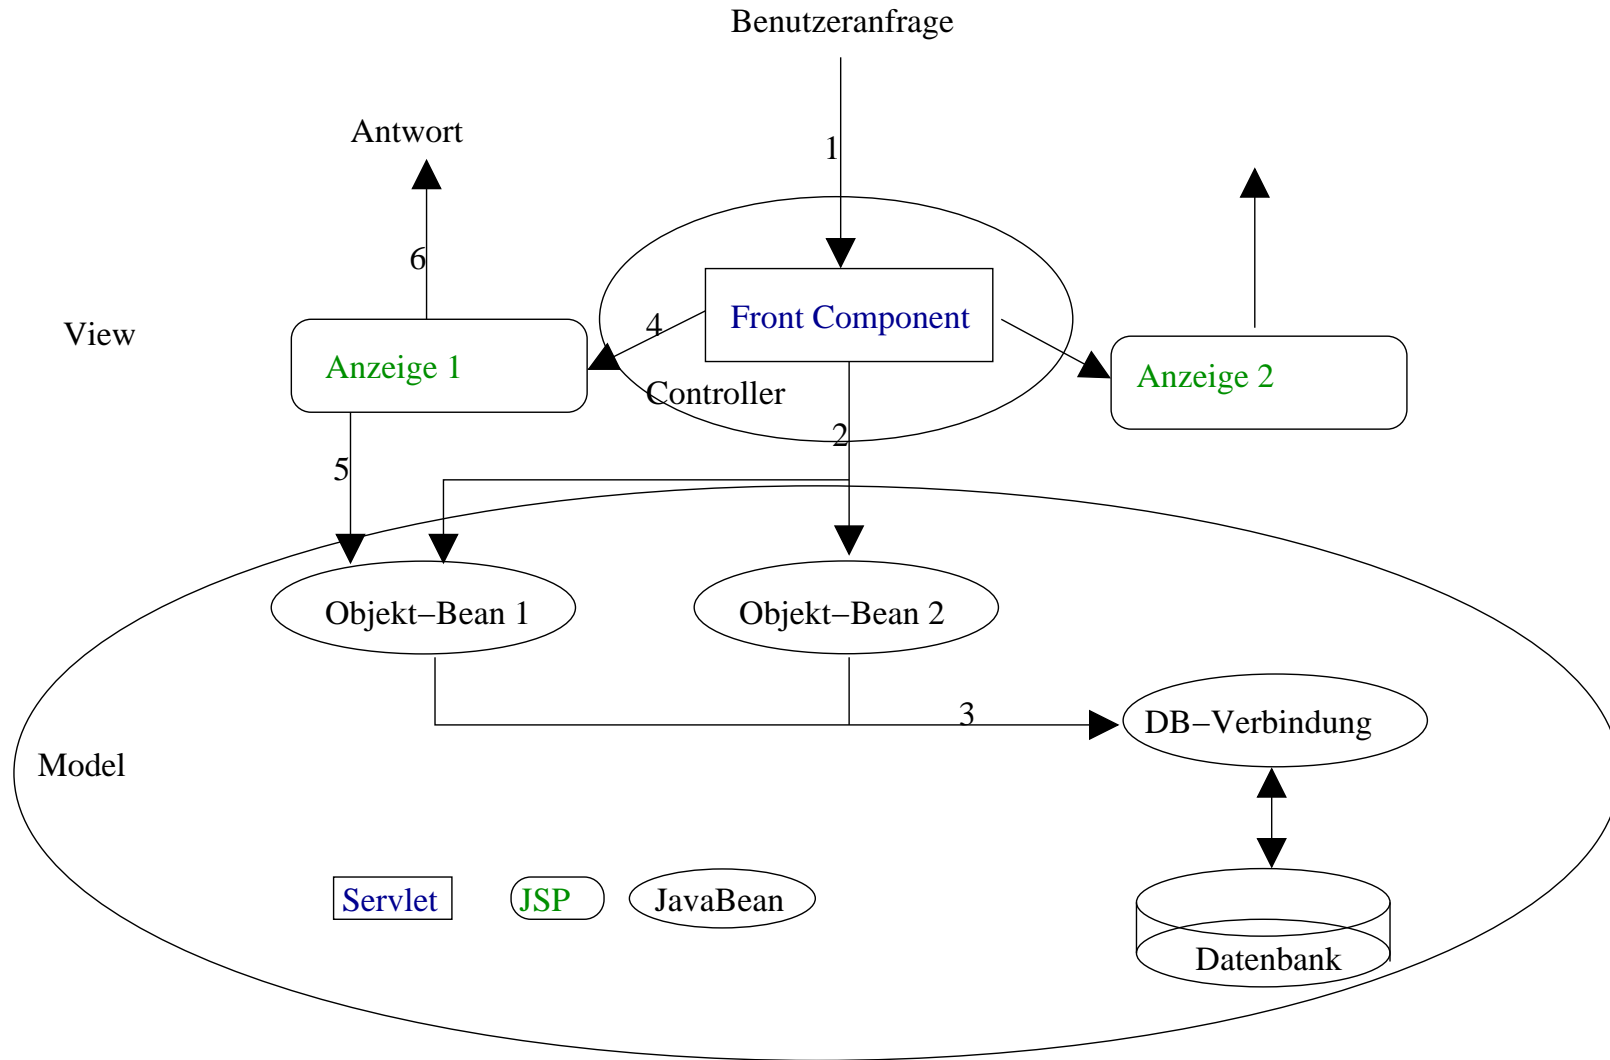 Benutzeranfrage
Antwort
1
6
View
4
Front Component
Anzeige 1
Anzeige 2
Controller
2
5
Objekt−Bean 1
Objekt−Bean 2
3
DB−Verbindung
Model
Servlet
JSP
JavaBean
Datenbank